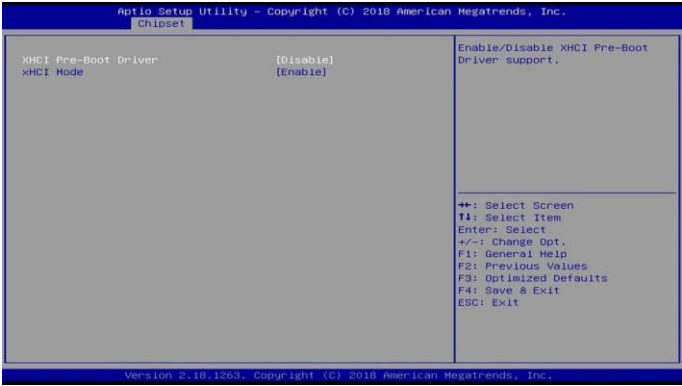 Aptio Setup Utility – Copyright (C) 2018 American Megatrends, Inc.
Chipset
XHCI Pre-Boot Driver [Disable]
xHCI Mode [Enable]
Enable/Disable XHCI Pre-Boot
Driver support.
→←: Select Screen
↑↓: Select Item
Enter: Select
+/-: Change Opt.
F1: General Help
F2: Previous Values
F3: Optimized Defaults
F4: Save & Exit
ESC: Exit
Version 2.18.1263. Copyright (C) 2018 American Megatrends, Inc.